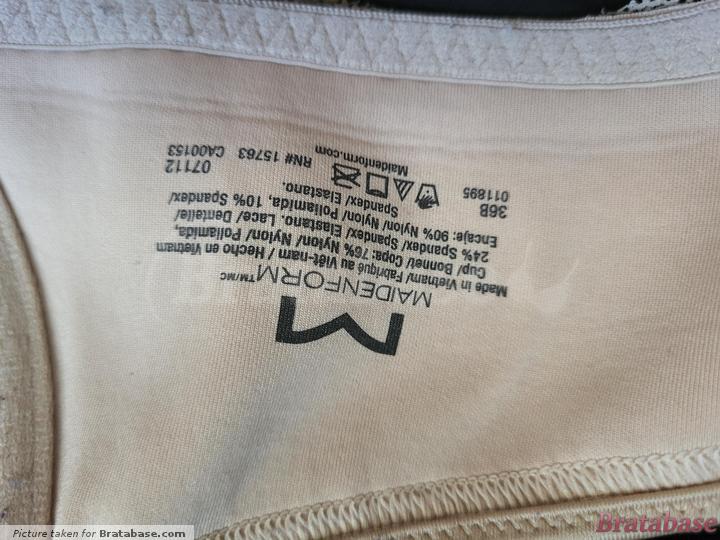 M
MAIDENFORM™/MC
Made in Vietnam/ Fabriqué au Viêt-nam / Hecho en Vietnam
Cup/ Bonnet/ Copa: 76% Nylon/ Nylon/ Poliamida,
24% Spandex/ Spandex/ Elastano. Lace/ Dentelle/
Encaje: 90% Nylon/ Nylon/ Poliamida, 10% Spandex/
Spandex/ Elastano.
36B
011895 07112
Maidenform.com
RN# 15763 CA00153
Picture taken for Bratabase.com
Bratabase